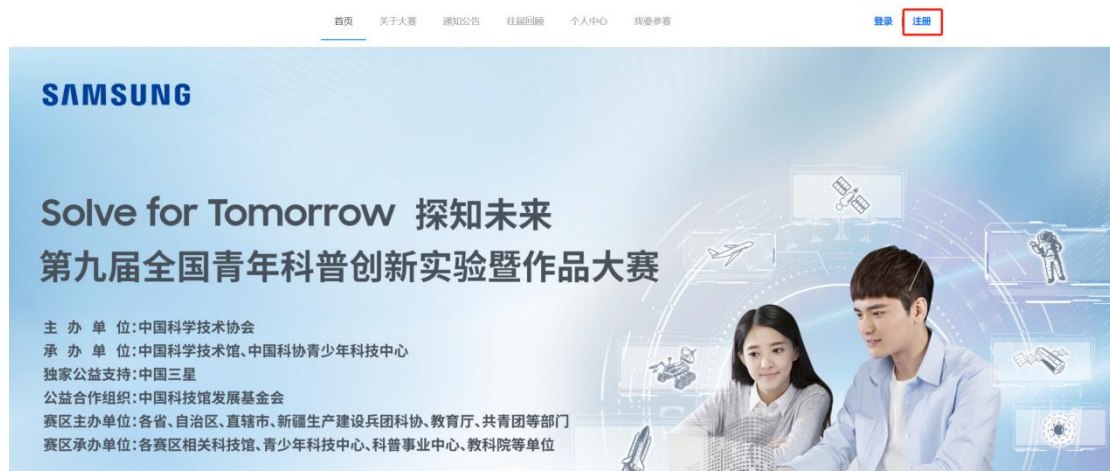 首页 关于大赛 通知公告 往届回顾 个人中心 我要参赛 登录 注册
SAMSUNG
Solve for Tomorrow 探知未来
第九届全国青年科普创新实验暨作品大赛
主 办 单 位:中国科学技术协会
承 办 单 位:中国科学技术馆、中国科协青少年科技中心
独家公益支持:中国三星
公益合作组织:中国科技馆发展基金会
赛区主办单位:各省、自治区、直辖市、新疆生产建设兵团科协、教育厅、共青团等部门
赛区承办单位:各赛区相关科技馆、青少年科技中心、科普事业中心、教科院等单位